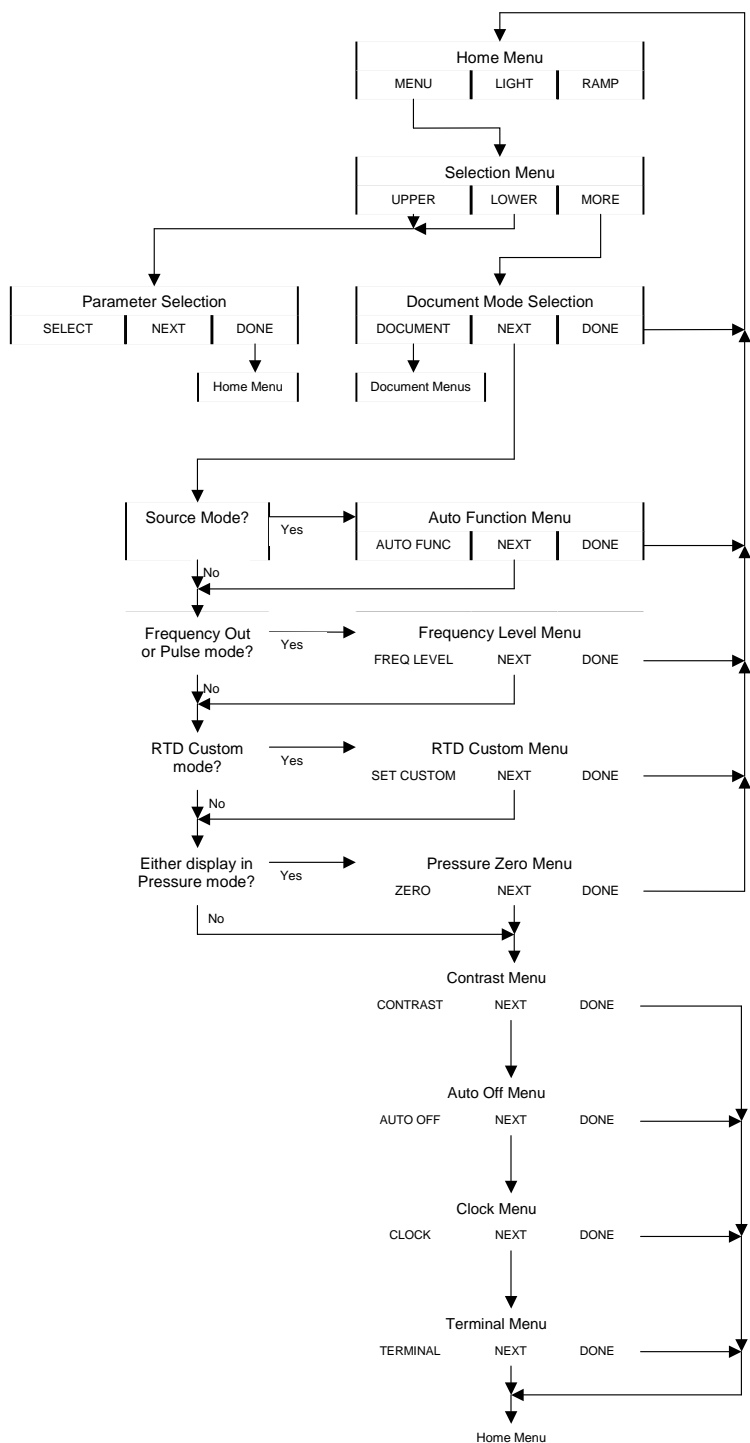 Home Menu
MENU LIGHT RAMP
Selection Menu
UPPER LOWER MORE
Parameter Selection
SELECT NEXT DONE
Home Menu
Document Mode Selection
DOCUMENT NEXT DONE
Document Menus
Source Mode?
Yes
No
Auto Function Menu
AUTO FUNC NEXT DONE
Frequency Out
or Pulse mode?
Yes
No
Frequency Level Menu
FREQ LEVEL NEXT DONE
RTD Custom
mode?
Yes
No
RTD Custom Menu
SET CUSTOM NEXT DONE
Either display in
Pressure mode?
Yes
No
Pressure Zero Menu
ZERO NEXT DONE
Contrast Menu
CONTRAST NEXT DONE
Auto Off Menu
AUTO OFF NEXT DONE
Clock Menu
CLOCK NEXT DONE
Terminal Menu
TERMINAL NEXT DONE
Home Menu